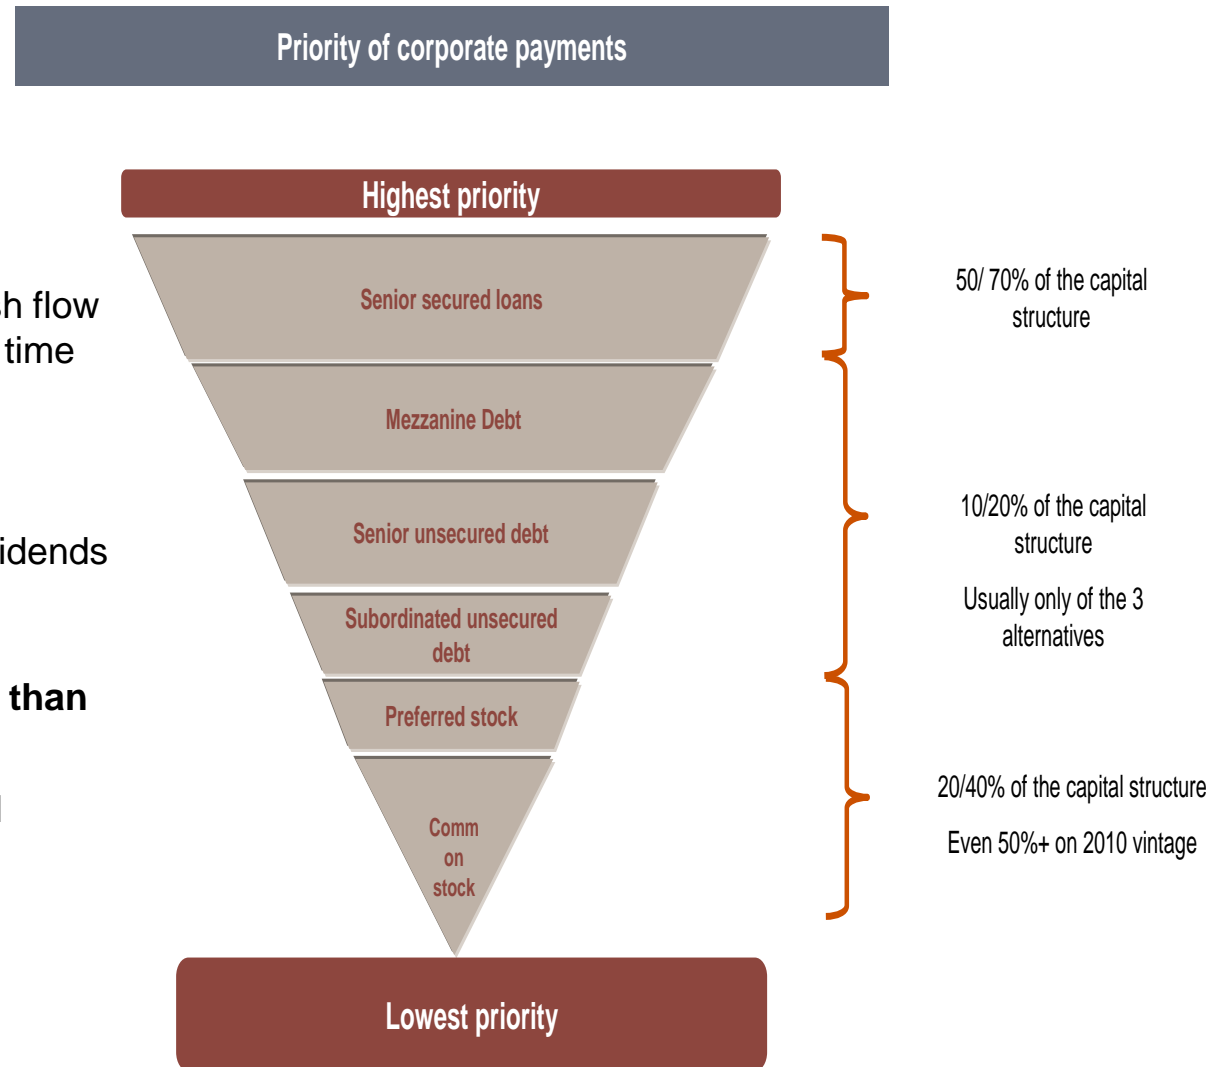 Priority of corporate payments
Highest priority
Senior secured loans
50/ 70% of the capital
structure
sh flow
time
Mezzanine Debt
Senior unsecured debt
10/20% of the capital
structure
idends
Usually only of the 3
alternatives
Subordinated unsecured
debt
than
Preferred stock
20/40% of the capital structure
Even 50%+ on 2010 vintage
Comm
on
stock
Lowest priority